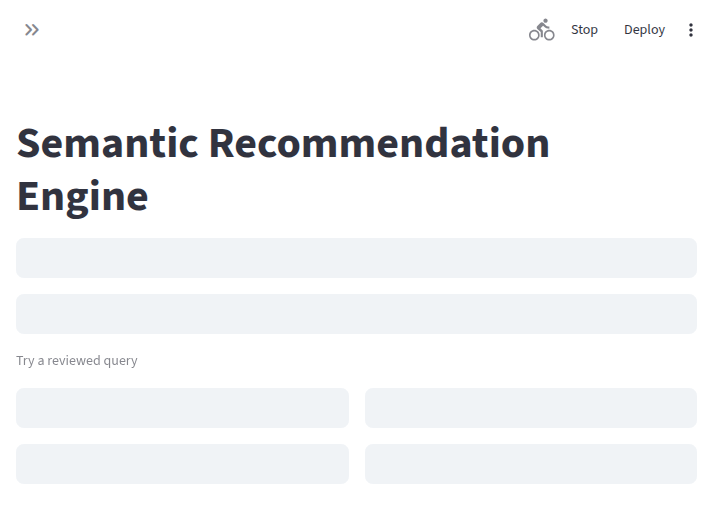 Stop
Deploy
Semantic Recommendation
Engine
Try a reviewed query